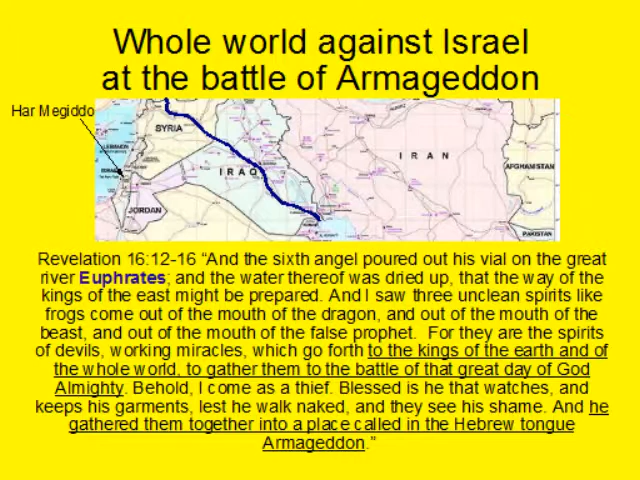 Whole world against Israel
at the battle of Armageddon
Har Megiddo
SYRIA
LEBANON
IRAQ
IRAN
AFGHANISTAN
JORDAN
PAKISTAN
Revelation 16:12-16 “And the sixth angel poured out his vial on the great
river Euphrates; and the water thereof was dried up, that the way of the
kings of the east might be prepared. And I saw three unclean spirits like
frogs come out of the mouth of the dragon, and out of the mouth of the
beast, and out of the mouth of the false prophet.  For they are the spirits
of devils, working miracles, which go forth to the kings of the earth and of
the whole world, to gather them to the battle of that great day of God
Almighty. Behold, I come as a thief. Blessed is he that watches, and
keeps his garments, lest he walk naked, and they see his shame. And he
gathered them together into a place called in the Hebrew tongue
Armageddon.”